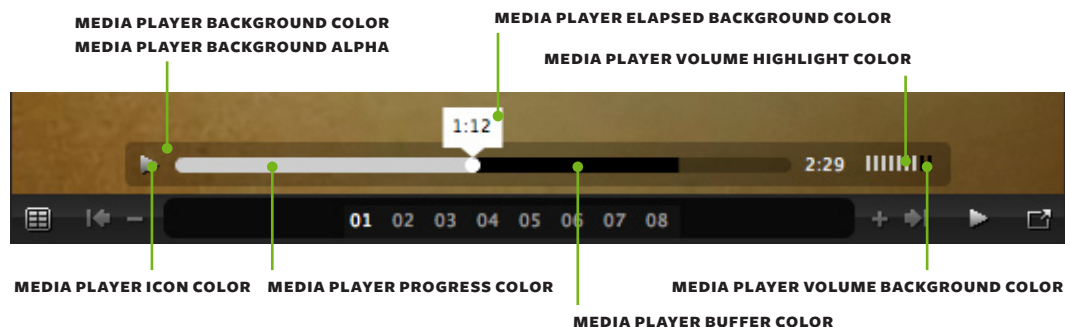 MEDIA PLAYER BACKGROUND COLOR
MEDIA PLAYER BACKGROUND ALPHA
MEDIA PLAYER ELAPSED BACKGROUND COLOR
MEDIA PLAYER VOLUME HIGHLIGHT COLOR
1:12
2:29
01 02 03 04 05 06 07 08
MEDIA PLAYER ICON COLOR
MEDIA PLAYER PROGRESS COLOR
MEDIA PLAYER VOLUME BACKGROUND COLOR
MEDIA PLAYER BUFFER COLOR